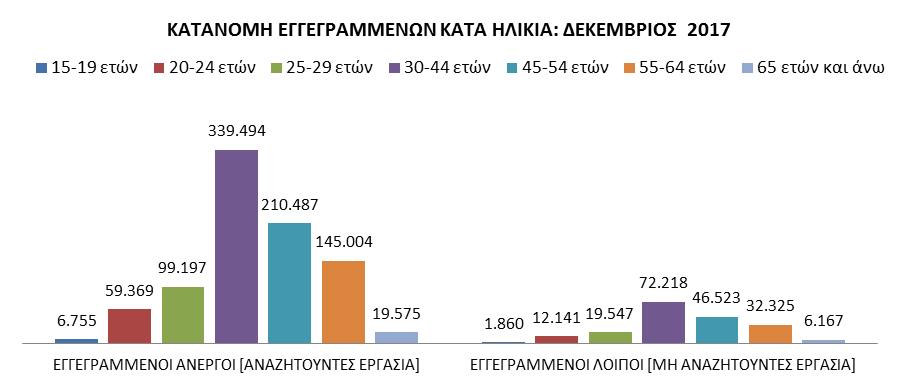 ΚΑΤΑΝΟΜΗ ΕΓΓΕΓΡΑΜΜΕΝΩΝ ΚΑΤΑ ΗΛΙΚΙΑ: ΔΕΚΕΜΒΡΙΟΣ 2017
15-19 ετών 20-24 ετών 25-29 ετών 30-44 ετών 45-54 ετών 55-64 ετών 65 ετών και άνω
6.755 59.369 99.197 339.494 210.487 145.004 19.575 1.860 12.141 19.547 72.218 46.523 32.325 6.167
ΕΓΓΕΓΡΑΜΜΕΝΟΙ ΑΝΕΡΓΟΙ [ΑΝΑΖΗΤΟΥΝΤΕΣ ΕΡΓΑΣΙΑ] ΕΓΓΕΓΡΑΜΜΕΝΟΙ ΛΟΙΠΟΙ [ΜΗ ΑΝΑΖΗΤΟΥΝΤΕΣ ΕΡΓΑΣΙΑ]